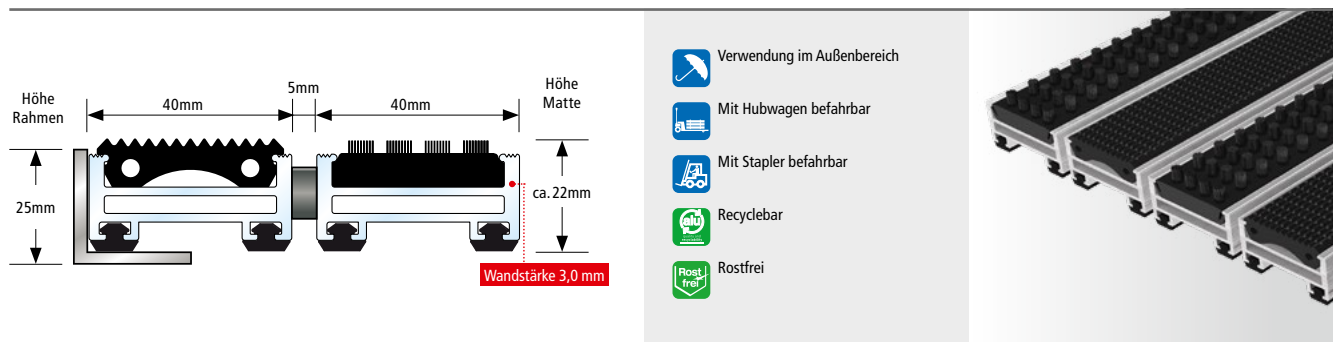 Höhe
Rahmen
40mm
5mm
40mm
Höhe
Matte
25mm
ca. 22mm
Wandstärke 3,0 mm
Verwendung im Außenbereich
Mit Hubwagen befahrbar
Mit Stapler befahrbar
alu
Recyclebar
Rost
frei
Rostfrei